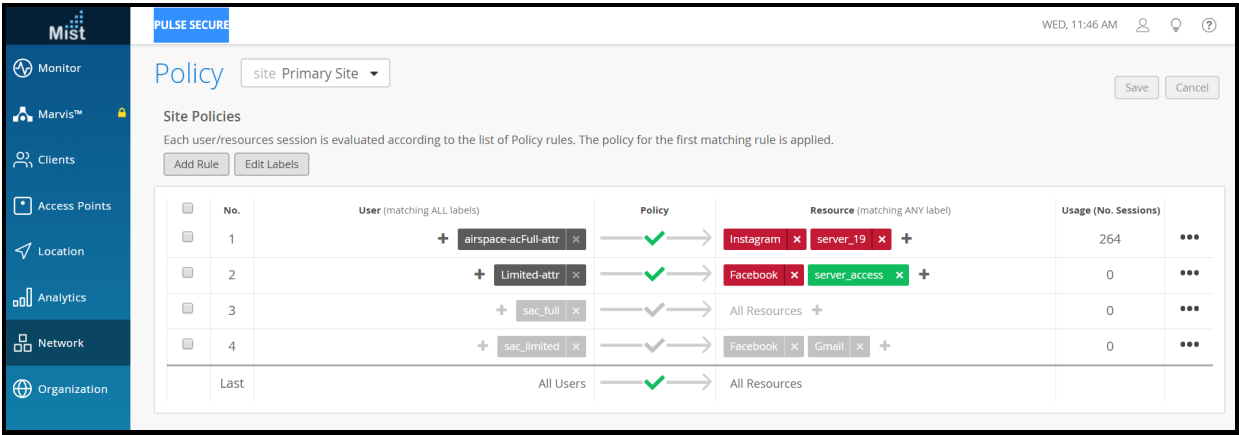 Mist
PULSE SECURE
WED, 11:46 AM
?
Monitor
Marvis™
Clients
Access Points
Location
Analytics
Network
Organization
Policy
site Primary Site
Save Cancel
Site Policies
Each user/resources session is evaluated according to the list of Policy rules. The policy for the first matching rule is applied.
Add Rule Edit Labels
No. User (matching ALL labels) Policy Resource (matching ANY label) Usage (No. Sessions)
1 + airspace-acFull-attr × Instagram × server_19 × + 264 •••
2 + Limited-attr × Facebook × server_access × + 0 •••
3 + sac_full × All Resources + 0 •••
4 + sac_limited × Facebook × Gmail × + 0 •••
Last All Users All Resources